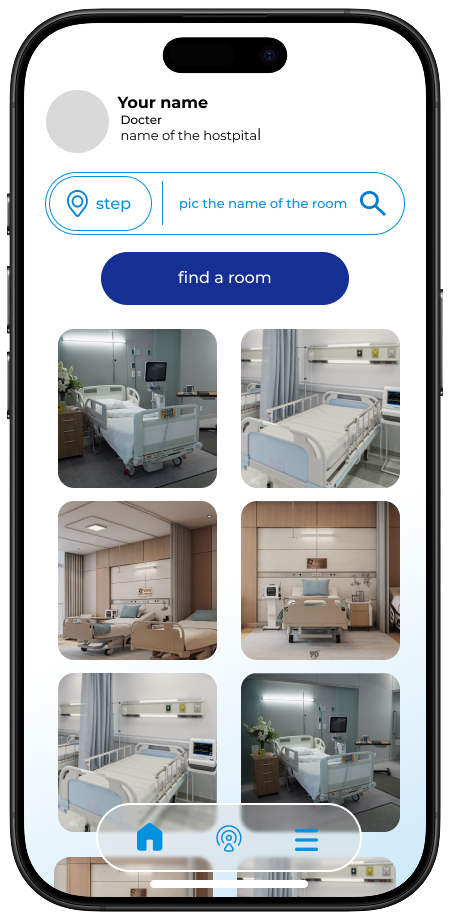 Your name
Docter
name of the hostpital
step
pic the name of the room
find a room